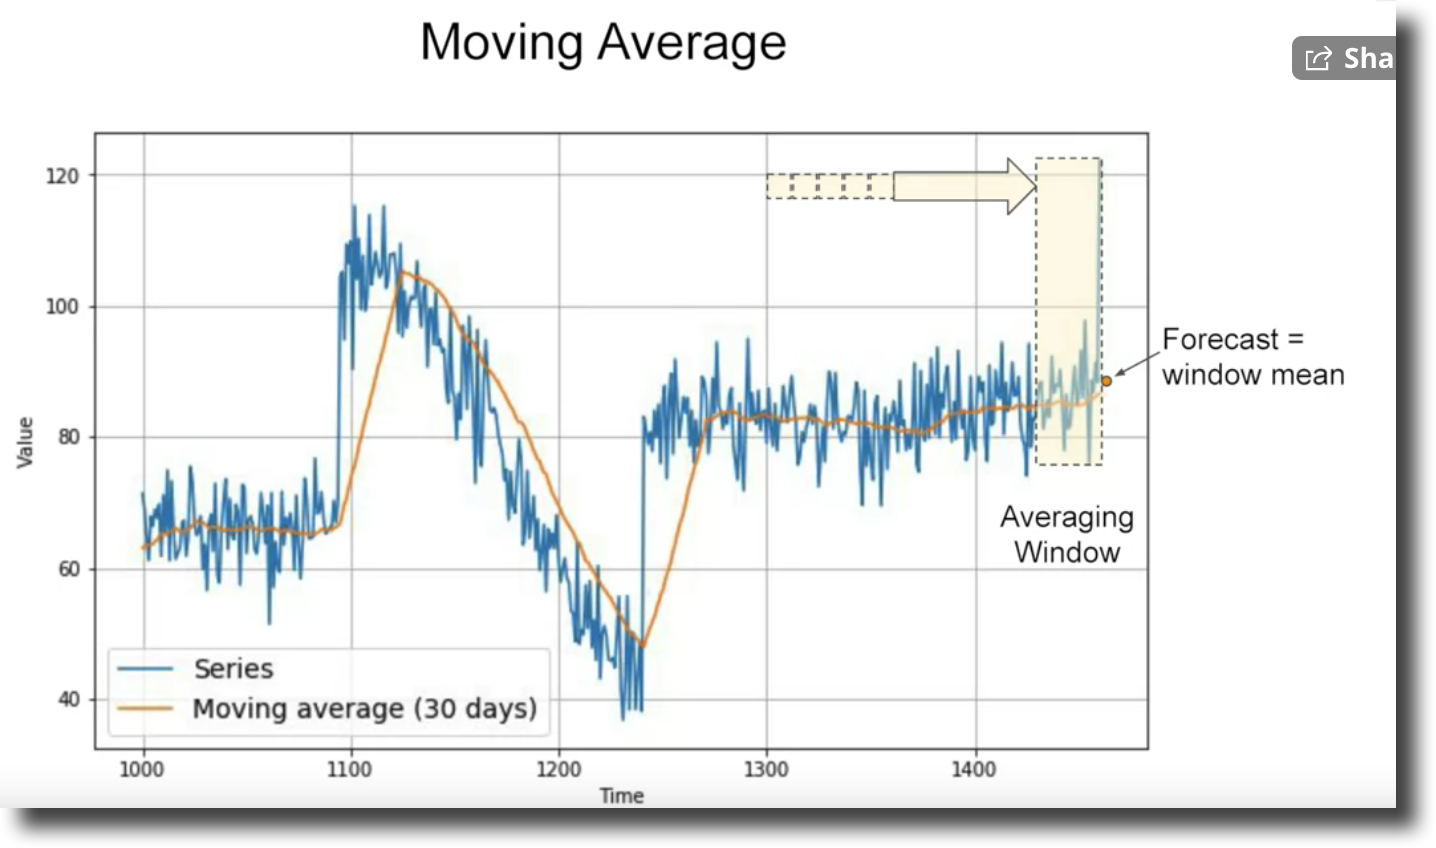 Moving Average
Sha
120
100
80
60
40
Value
Forecast =
window mean
Averaging
Window
Series
Moving average (30 days)
1000 1100 1200 1300 1400
Time